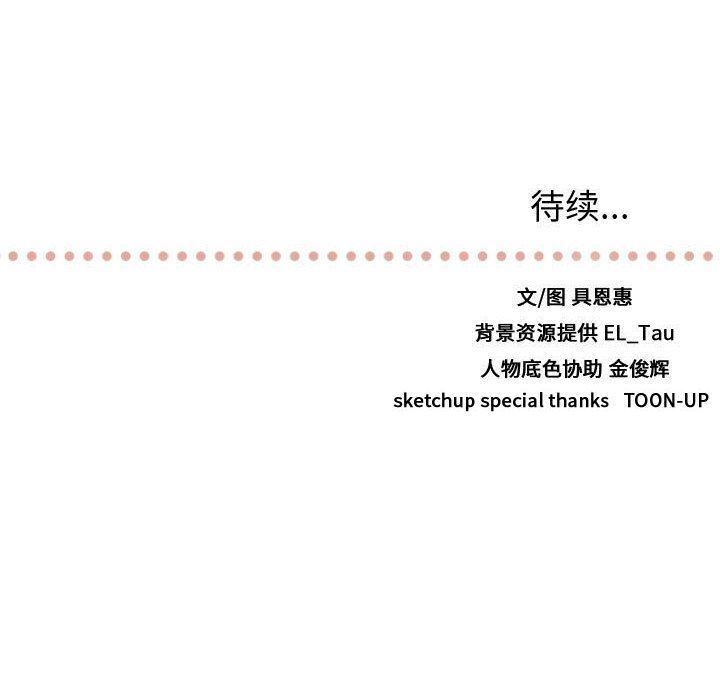 待续...
文/图 具恩惠
背景资源提供 EL_Tau
人物底色协助 金俊辉
sketchup special thanks TOON-UP